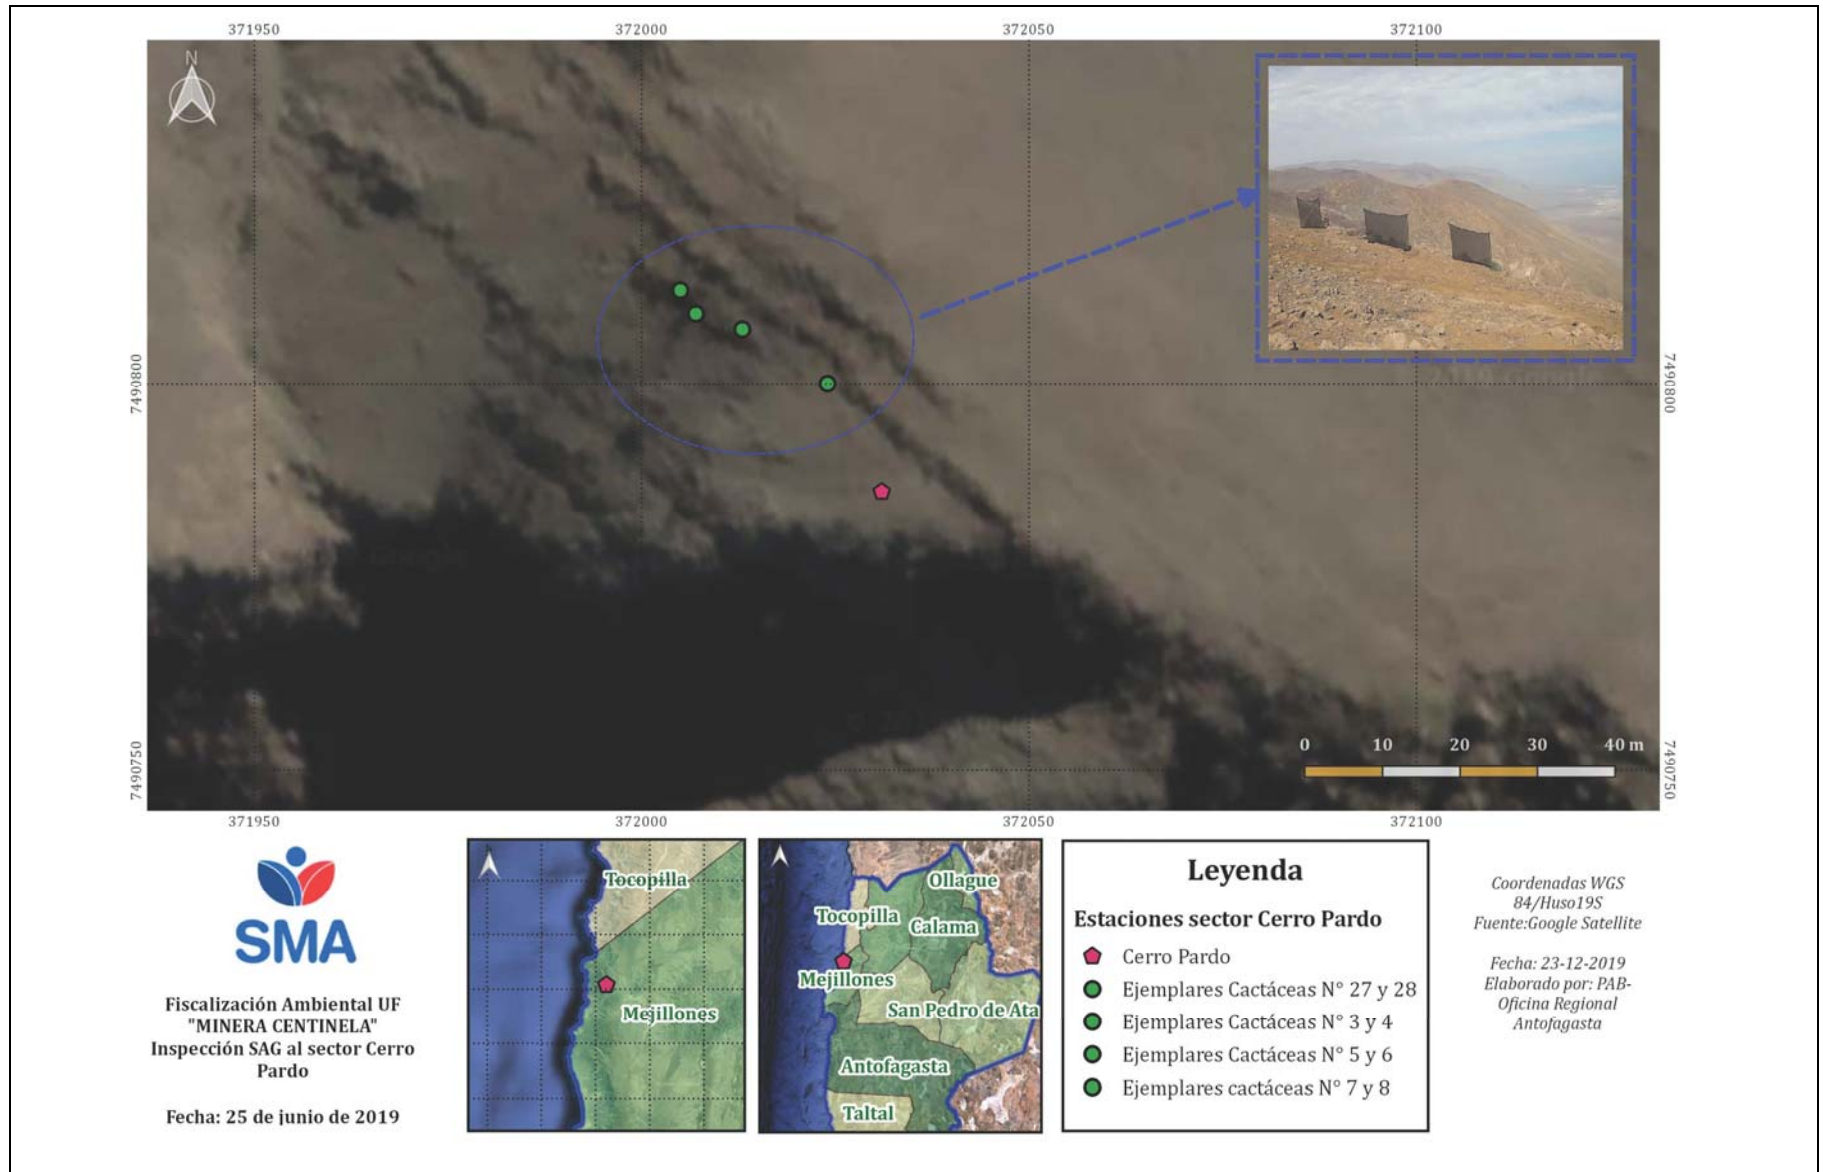 371950
372000
372050
372100
N
7490800
7490800
7490750
7490750
0 10 20 30 40 m
371950
372000
372050
372100
SMA
Fiscalización Ambiental UF
"MINERA CENTINELA"
Inspección SAG al sector Cerro
Pardo
Fecha: 25 de junio de 2019
Tocopilla
Mejillones
Ollague
Tocopilla
Calama
Mejillones
San Pedro de Ata
Antofagasta
Taltal
Leyenda
Estaciones sector Cerro Pardo
Cerro Pardo
Ejemplares Cactáceas N° 27 y 28
Ejemplares Cactáceas N° 3 y 4
Ejemplares Cactáceas N° 5 y 6
Ejemplares cactáceas N° 7 y 8
Coordenadas WGS
84/Huso19S
Fuente:Google Satellite
Fecha: 23-12-2019
Elaborado por: PAB-
Oficina Regional
Antofagasta